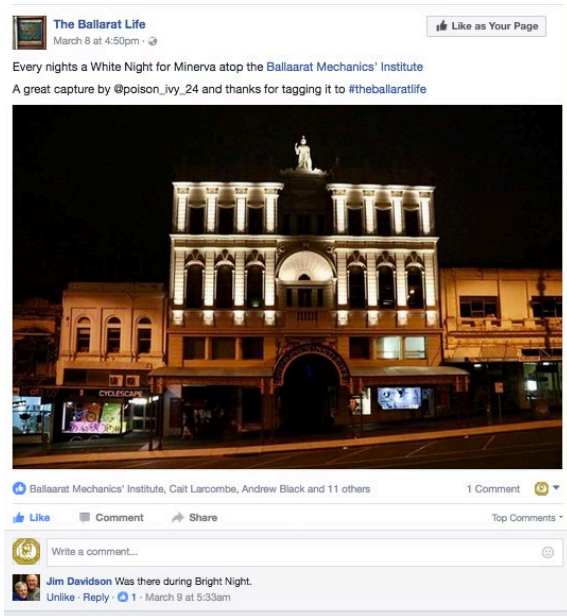 The Ballarat Life
Like as Your Page
March 8 at 4:50pm ·
Every nights a White Night for Minerva atop the Ballaarat Mechanics' Institute
A great capture by @poison_ivy_24 and thanks for tagging it to #theballaratlife
CYCLESCAPE
Ballaarat Mechanics' Institute, Cait Larcombe, Andrew Black and 11 others
1 Comment
Like Comment Share
Top Comments
Write a comment...
Jim Davidson Was there during Bright Night.
Unlike · Reply · 1 · March 9 at 5:33am